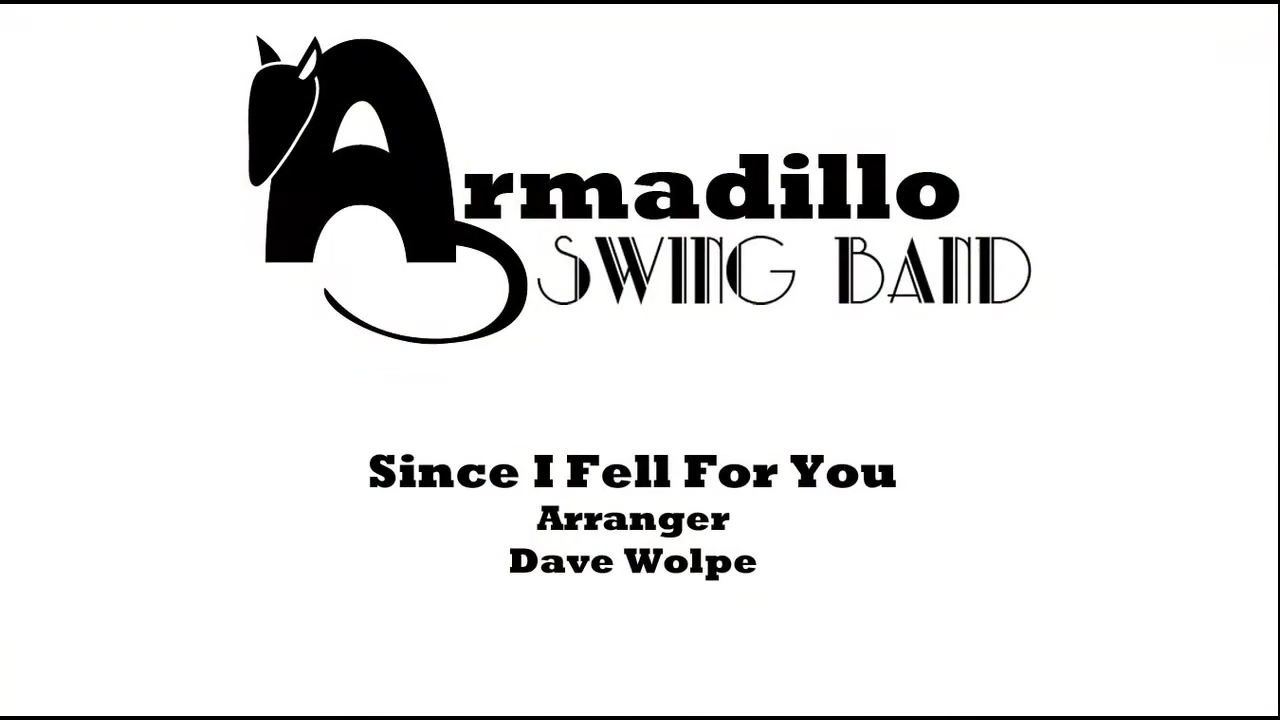 Armadillo
SWING BAND
Since I Fell For You
Arranger
Dave Wolpe